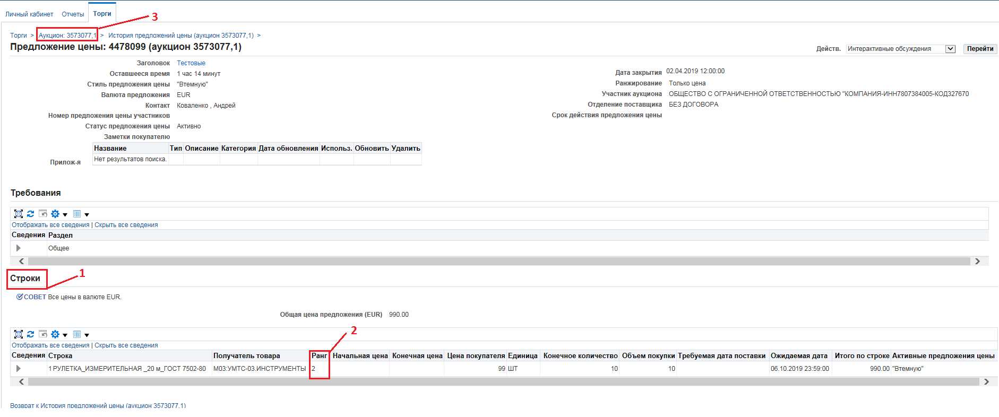 Личный кабинет Отчеты Торги 3
Торги > Аукцион: 3573077,1 > История предложений цены (аукцион 3573077,1) >
Предложение цены: 4478099 (аукцион 3573077,1)
Действ. Интерактивные обсуждения Перейти
Заголовок Тестовые
Оставшееся время 1 час 14 минут
Стиль предложения цены "Втемную"
Валюта предложения EUR
Контакт Коваленко , Андрей
Номер предложения цены участников
Статус предложения цены Активно
Заметки покупателю
Дата закрытия 02.04.2019 12:00:00
Ранжирование Только цена
Участник аукциона ОБЩЕСТВО С ОГРАНИЧЕННОЙ ОТВЕТСТВЕННОСТЬЮ "КОМПАНИЯ-ИНН7807384005-КОД327670
Отделение поставщика БЕЗ ДОГОВОРА
Срок действия предложения цены
Прилож-я
Название Тип Описание Категория Дата обновления Использ. Обновить Удалить
Нет результатов поиска.
Требования
Отображать все сведения | Скрыть все сведения
Сведения Раздел
Общее
Строки 1
СОВЕТ Все цены в валюте EUR.
Общая цена предложения (EUR) 990.00
2
Отображать все сведения | Скрыть все сведения
Сведения Строка Получатель товара Ранг Начальная цена Конечная цена Цена покупателя Единица Конечное количество Объем покупки Требуемая дата поставки Ожидаемая дата Итого по строке Активные предложения цены
1 РУЛЕТКА_ИЗМЕРИТЕЛЬНАЯ _20 м_ГОСТ 7502-80 М03:УМТС-03.ИНСТРУМЕНТЫ 2 99 ШТ 10 10 06.10.2019 23:59:00 990.00 "Втемную"
Возврат к История предложений цены (аукцион 3573077,1)